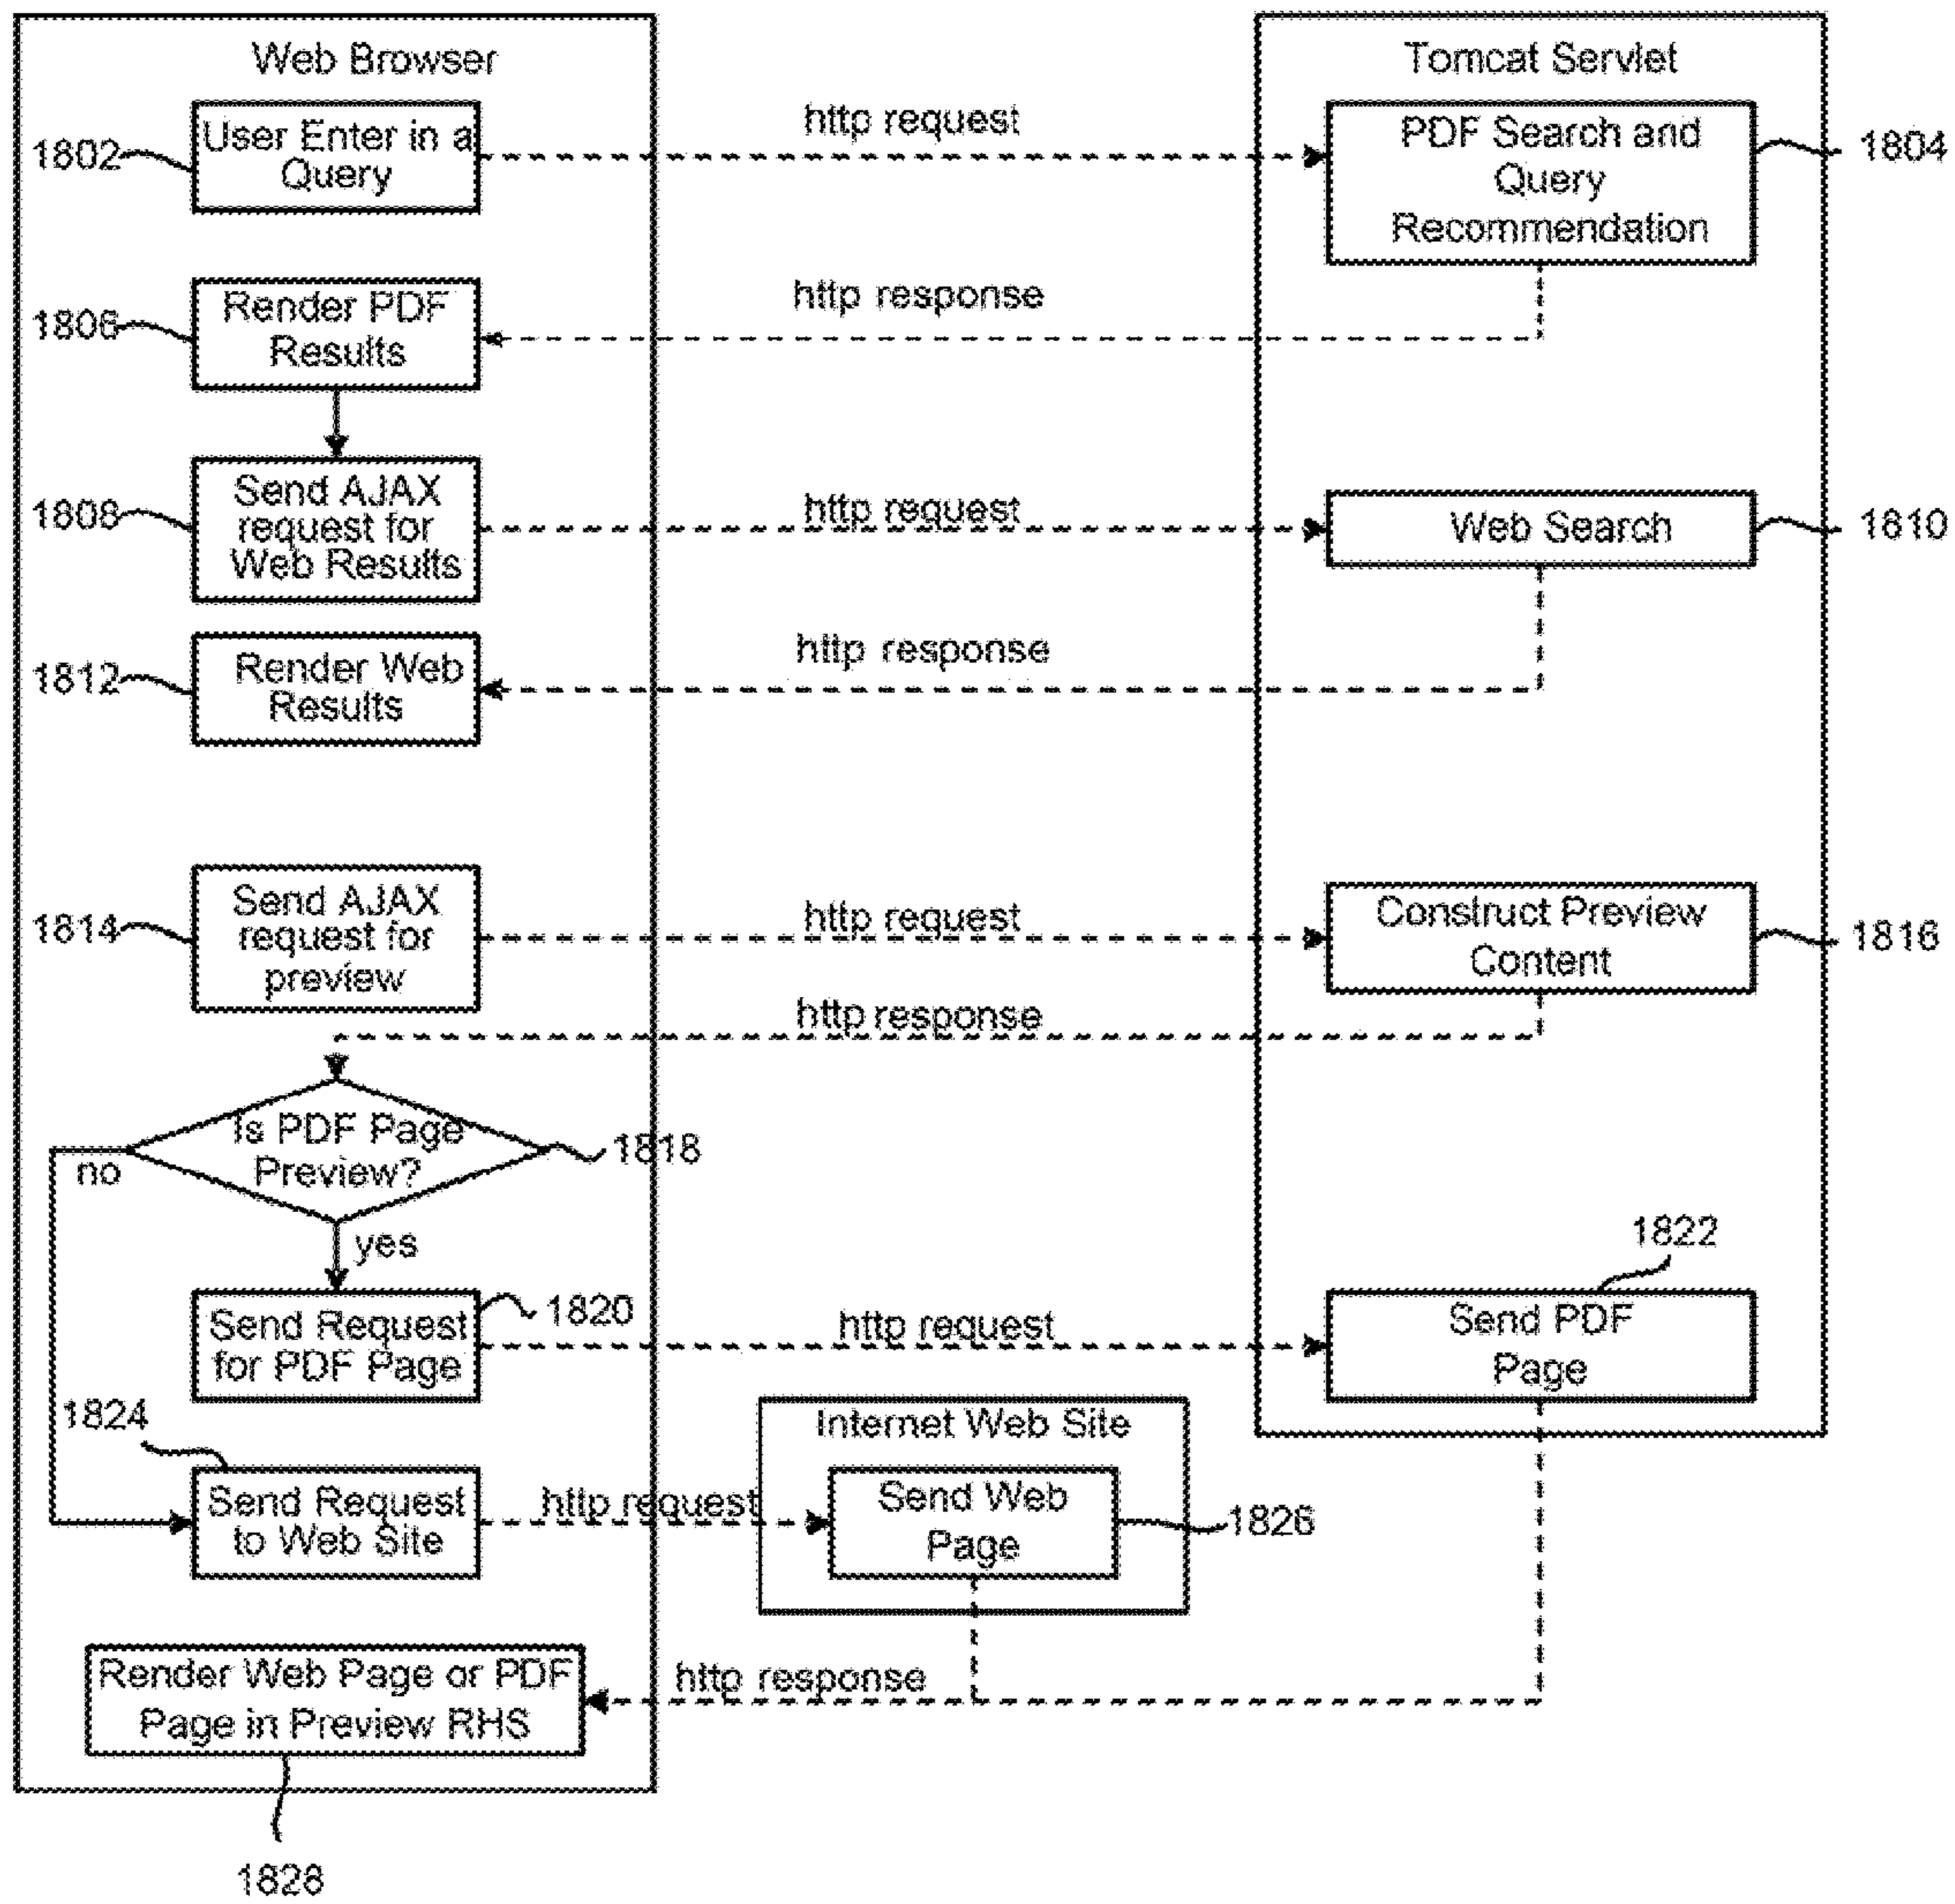 Web Browser
Tomcat Servlet
User Enter in a
Query
1802
http request
PDF Search and
Query
Recommendation
1804
http response
Render PDF
Results
1806
Send AJAX
request for
Web Results
1808
http request
Web Search
1810
http response
Render Web
Results
1812
Send AJAX
request for
preview
1814
http request
Construct Preview
Content
1816
http response
Is PDF Page
Preview?
1818
no
yes
Send Request
for PDF Page
1820
http request
1822
Send PDF
Page
1824
Send Request
to Web Site
http request
Internet Web Site
Send Web
Page
1826
Render Web Page or PDF
Page in Preview RHS
http response
1828